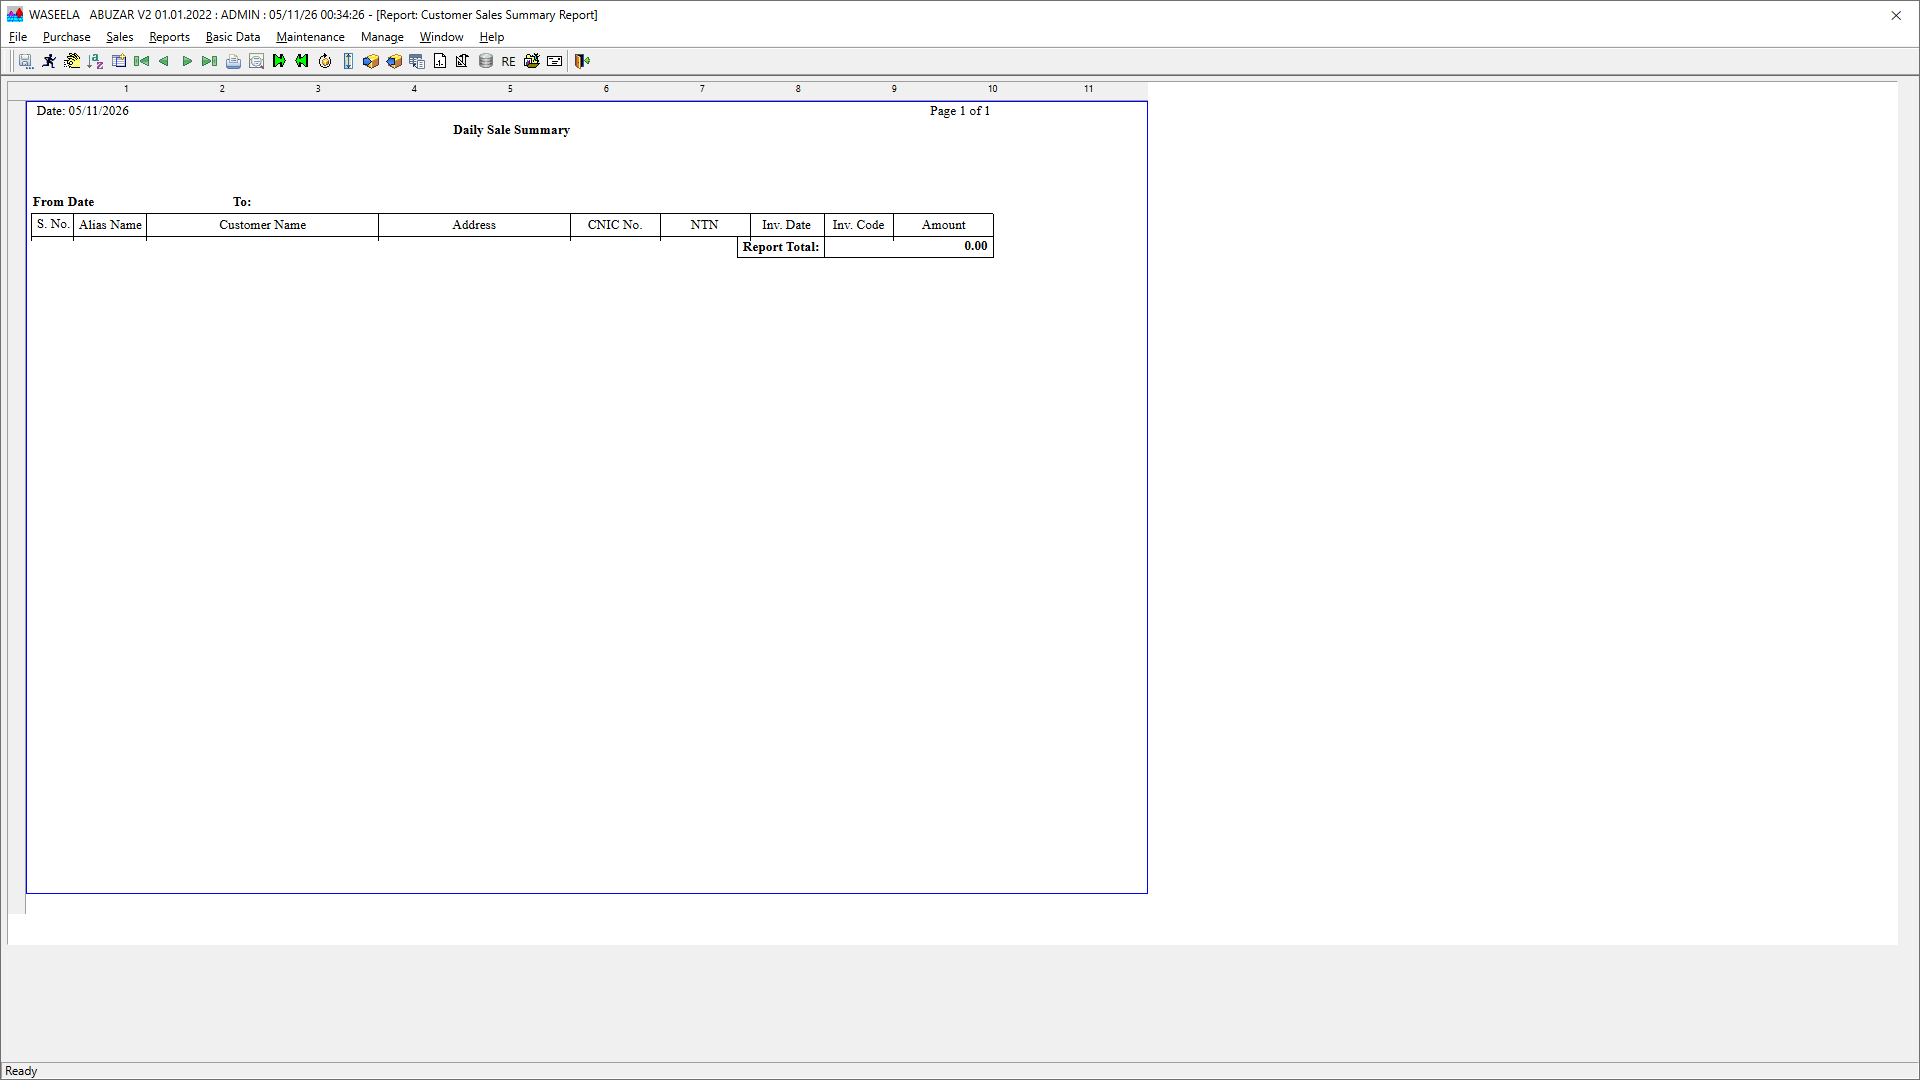 WASEELA ABUZAR V2 01.01.2022 : ADMIN : 05/11/26 00:34:26 - [Report: Customer Sales Summary Report]
File Purchase Sales Reports Basic Data Maintenance Manage Window Help
RE
1 2 3 4 5 6 7 8 9 10 11
Date: 05/11/2026 Page 1 of 1
Daily Sale Summary
From Date To:
S. No. Alias Name Customer Name Address CNIC No. NTN Inv. Date Inv. Code Amount
Report Total: 0.00
Ready